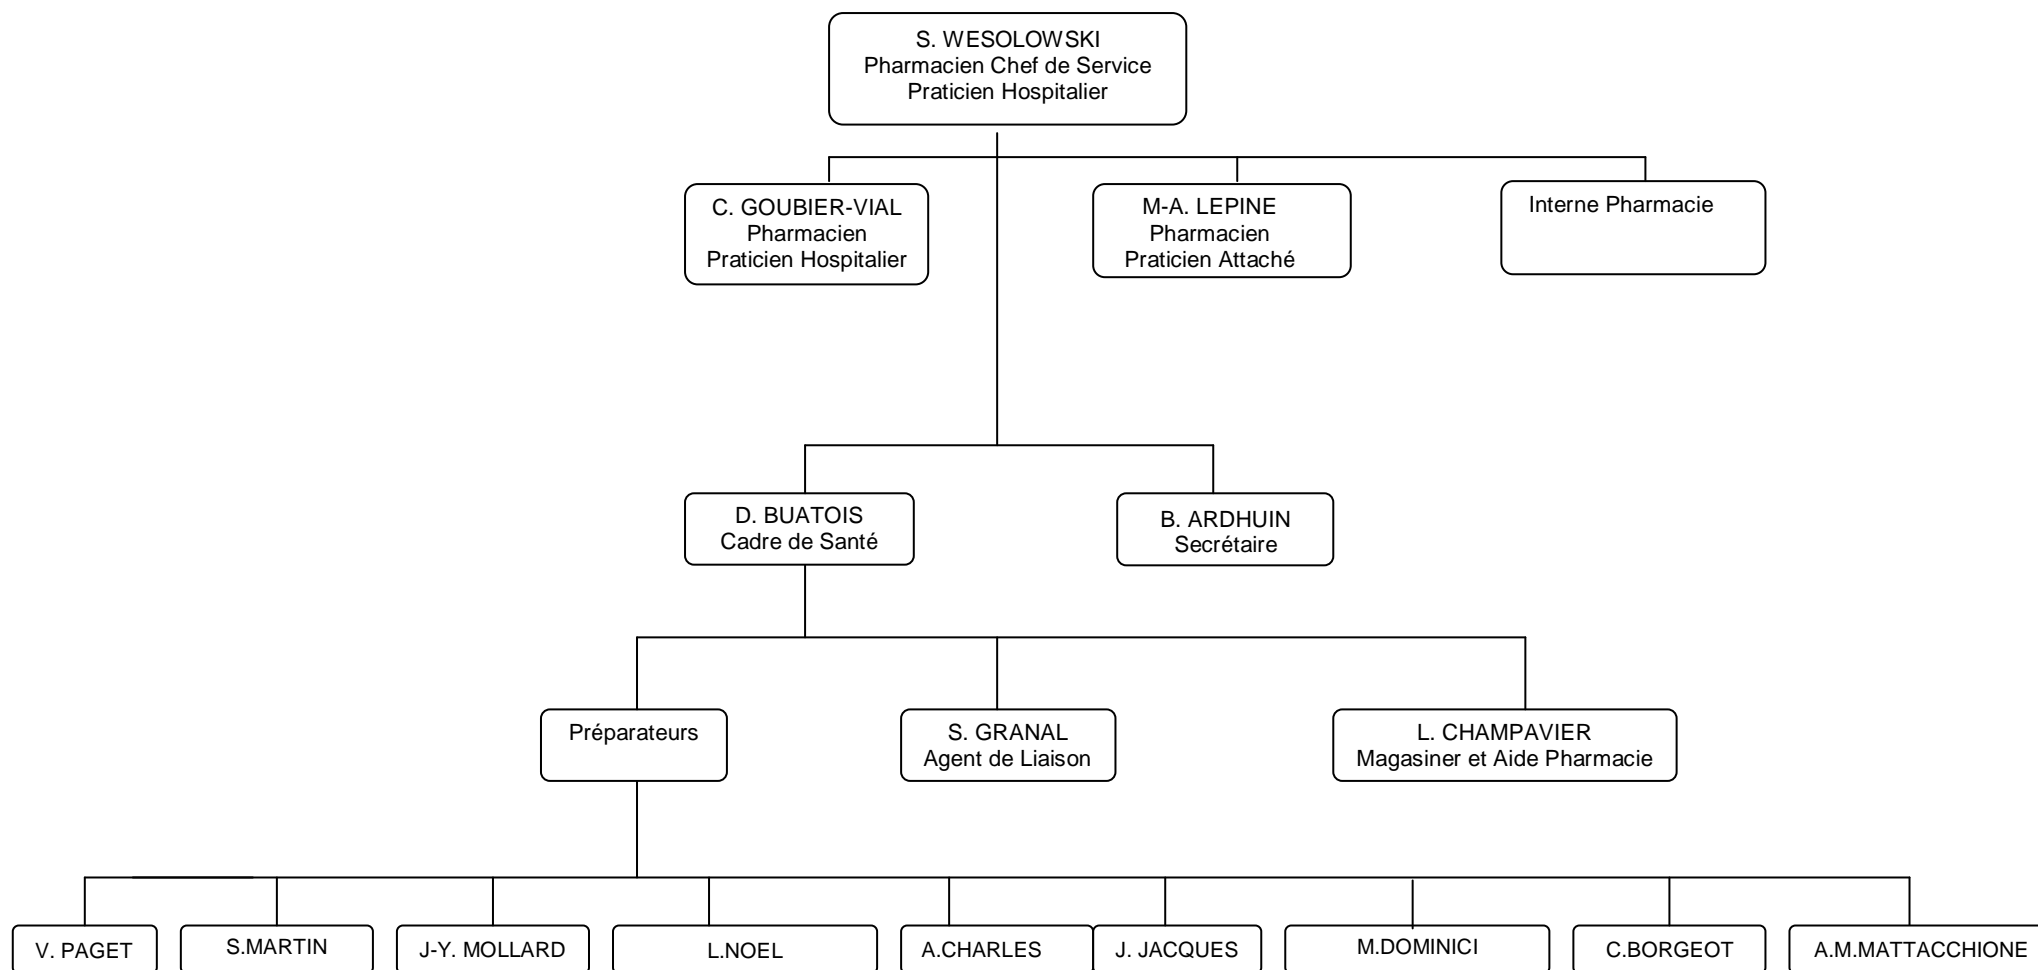 S. WESOLOWSKI
Pharmacien Chef de Service
Praticien Hospitalier
C. GOUBIER-VIAL
Pharmacien
Praticien Hospitalier
M-A. LEPINE
Pharmacien
Praticien Attaché
Interne Pharmacie
D. BUATOIS
Cadre de Santé
B. ARDHUIN
Secrétaire
Préparateurs
S. GRANAL
Agent de Liaison
L. CHAMPAVIER
Magasiner et Aide Pharmacie
V. PAGET
S.MARTIN
J-Y. MOLLARD
L.NOEL
A.CHARLES
J. JACQUES
M.DOMINICI
C.BORGEOT
A.M.MATTACCHIONE